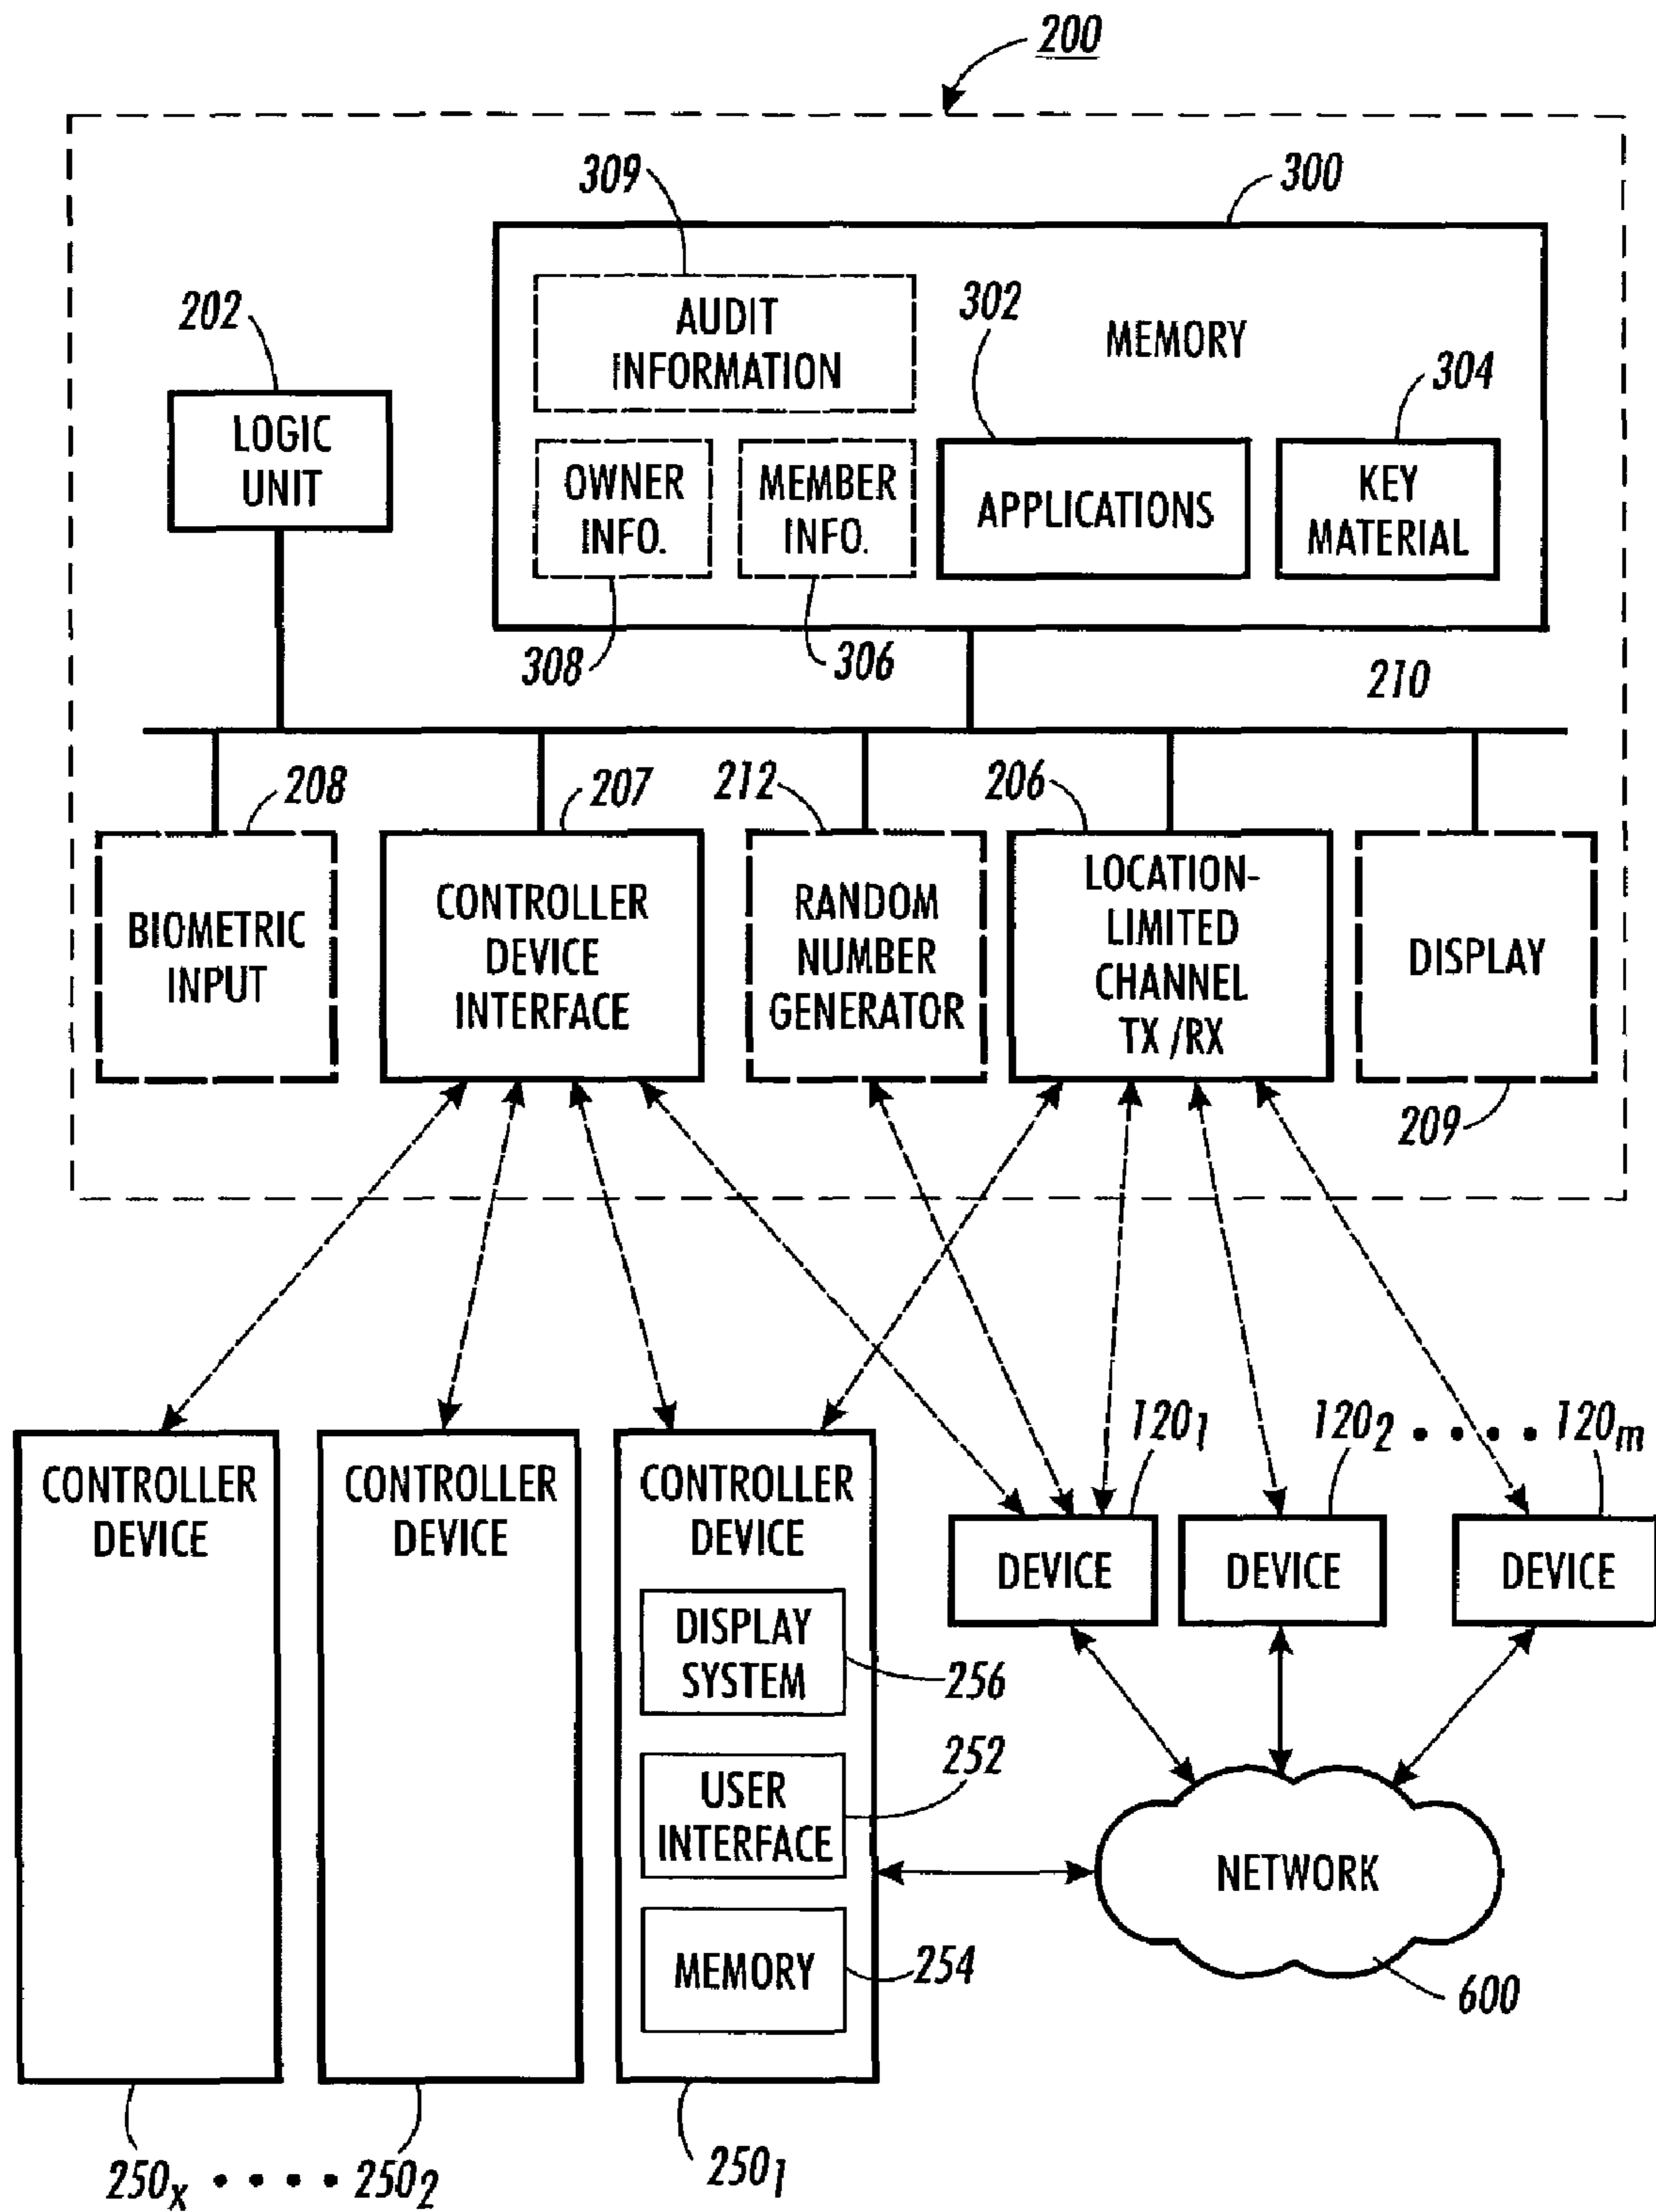 200
309
300
202
AUDIT
INFORMATION
302
MEMORY
304
LOGIC
UNIT
OWNER
INFO.
MEMBER
INFO.
APPLICATIONS
KEY
MATERIAL
308
306
210
208
207
212
206
BIOMETRIC
INPUT
CONTROLLER
DEVICE
INTERFACE
RANDOM
NUMBER
GENERATOR
LOCATION-
LIMITED
CHANNEL
TX /RX
DISPLAY
209
120₁
120₂ • • • • 120ₘ
CONTROLLER
DEVICE
CONTROLLER
DEVICE
CONTROLLER
DEVICE
DEVICE
DEVICE
DEVICE
DISPLAY
SYSTEM
256
USER
INTERFACE
252
NETWORK
MEMORY
254
600
250ₓ • • • • 250₂
250₁